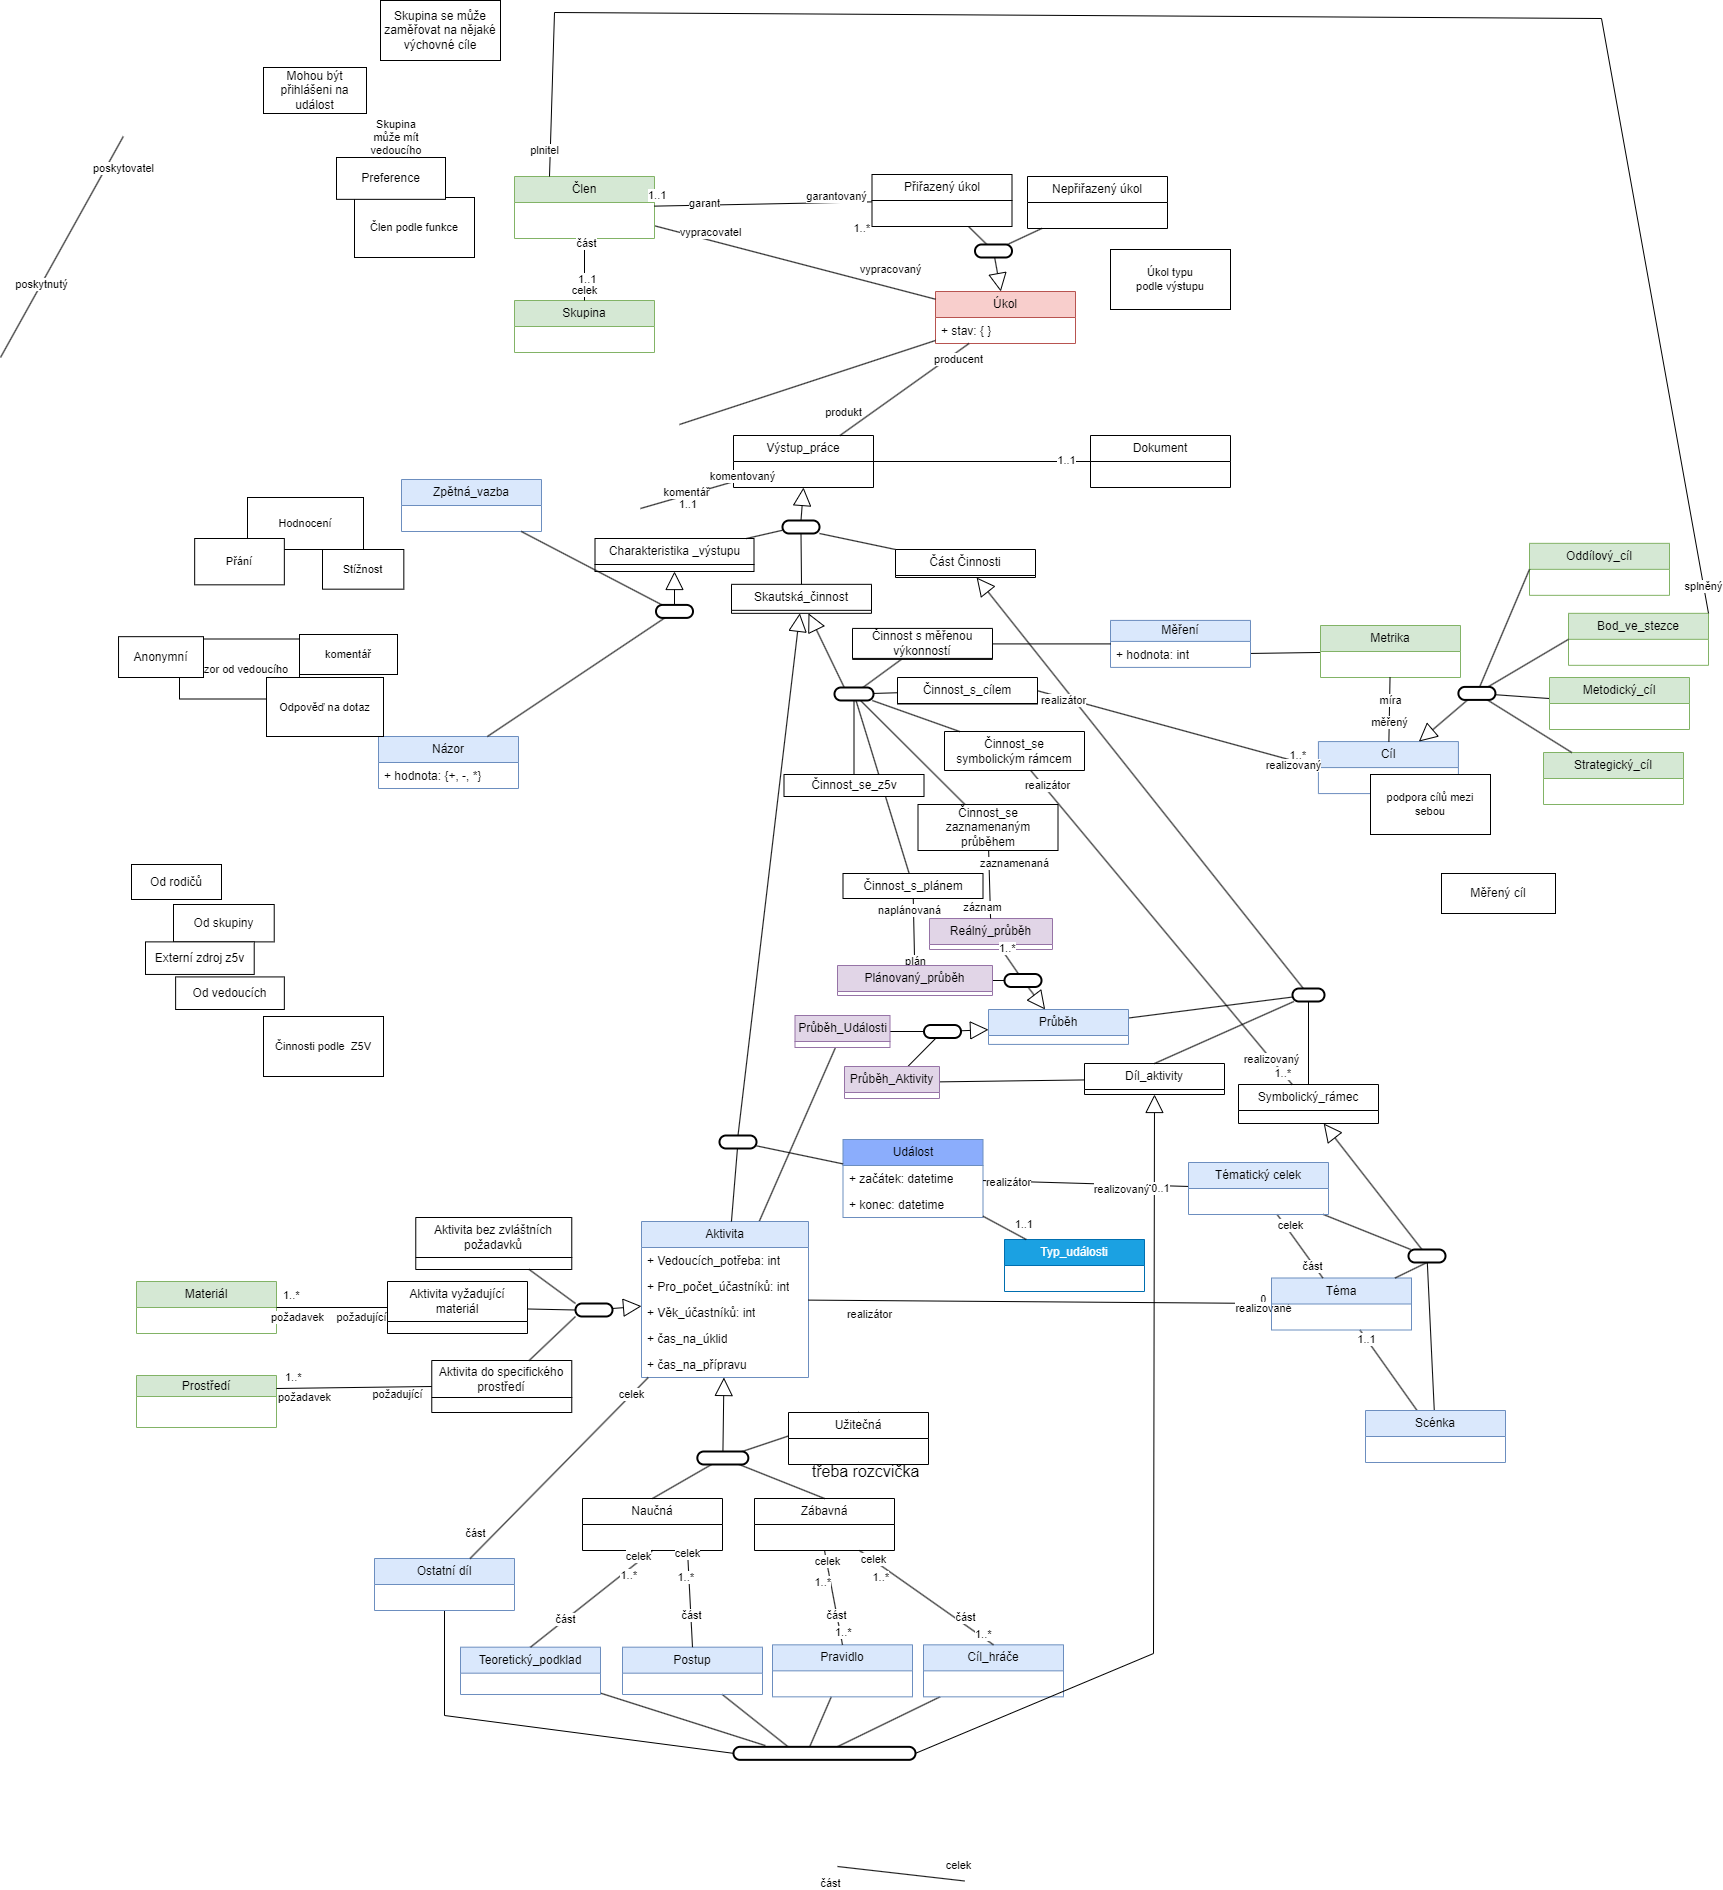 Skupina se může
zaměřovat na nějaké
výchovné cíle
Mohou být
přihlášeni na
událost
Skupina
může mít
vedoucího
Preference
Člen podle funkce
poskytovatel
poskytnutý
plnitel
Člen
1..1
garant
garantovaný
1..*
Přiřazený úkol
Nepřiřazený úkol
vypracovatel
vypracovaný
část
1..1
celek
Skupina
Úkol typu
podle výstupu
Úkol
+ stav: { }
producent
produkt
Výstup_práce
1..1
Dokument
komentovaný
komentář
1..1
Zpětná_vazba
Hodnocení
Přání
Stížnost
Charakteristika _výstupu
Část Činnosti
Skautská_činnost
Oddílový_cíl
splněný
Bod_ve_stezce
Metodický_cíl
Strategický_cíl
Činnost s měřenou
výkonností
Měření
+ hodnota: int
Metrika
míra
měřený
Cíl
podpora cílů mezi
sebou
Měřený cíl
Činnost_s_cílem
realizátor
1..*
realizovaný
Anonymní
zor od vedoucího
komentář
Odpověď na dotaz
Názor
+ hodnota: {+, -, *}
Činnost_se
symbolickým rámcem
realizátor
Činnost_se_z5v
Činnost_se
zaznamenaným
průběhem
zaznamenaná
Činnost_s_plánem
naplánovaná
záznam
Reálný_průběh
1..*
plán
Plánovaný_průběh
Průběh_Události
Průběh
Průběh_Aktivity
Díl_aktivity
realizovaný
1..*
Symbolický_rámec
Od rodičů
Od skupiny
Externí zdroj z5v
Od vedoucích
Činnosti podle Z5V
Událost
+ začátek: datetime
+ konec: datetime
realizátor
realizovaný
0..1
Tématický celek
1..1
Typ_události
celek
část
Téma
0
realizované
1..1
Scénka
Aktivita
+ Vedoucích_potřeba: int
+ Pro_počet_účastníků: int
+ Věk_účastníků: int
+ čas_na_úklid
+ čas_na_přípravu
realizátor
Aktivita bez zvláštních
požadavků
Materiál
1..*
požadavek
požadující
Aktivita vyžadující
materiál
Prostředí
1..*
požadavek
požadující
Aktivita do specifického
prostředí
celek
část
Ostatní díl
Užitečná
třeba rozcvička
Naučná
Zábavná
celek
1..*
celek
1..*
celek
1..*
celek
1..*
část
část
část
1..*
část
1..*
Teoretický_podklad
Postup
Pravidlo
Cíl_hráče
celek
část